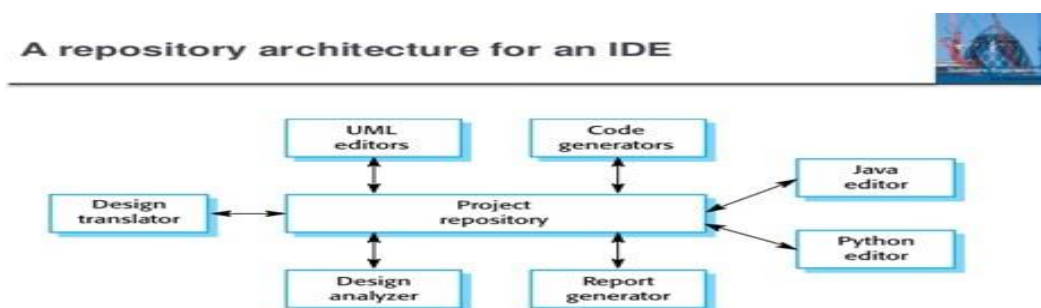 A repository architecture for an IDE
UML
editors
Code
generators
Java
editor
Design
translator
Project
repository
Python
editor
Design
analyzer
Report
generator